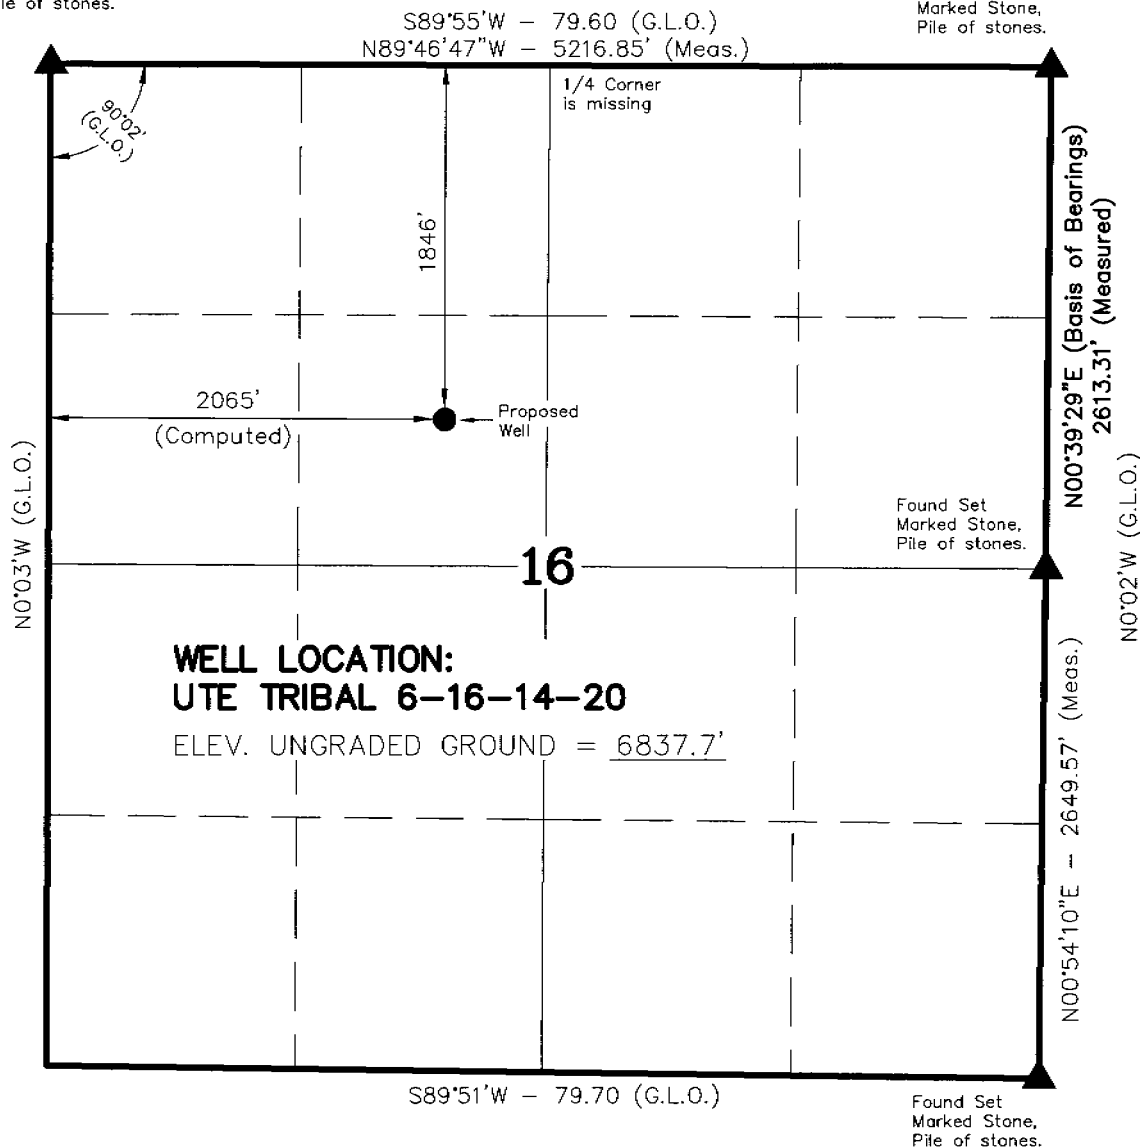 le of stones.
Marked Stone,
Pile of stones.
S89°55'W - 79.60 (G.L.O.)
N89°46'47"W - 5216.85' (Meas.)
1/4 Corner
is missing
90°02'
(G.L.O.)
1846'
N00°39'29"E (Basis of Bearings)
2613.31' (Measured)
2065'
(Computed)
Proposed
Well
N0°03'W (G.L.O.)
Found Set
Marked Stone,
Pile of stones.
N0°02'W (G.L.O.)
16
WELL LOCATION:
UTE TRIBAL 6-16-14-20
ELEV. UNGRADED GROUND = 6837.7'
N00°54'10"E - 2649.57' (Meas.)
S89°51'W - 79.70 (G.L.O.)
Found Set
Marked Stone,
Pile of stones.